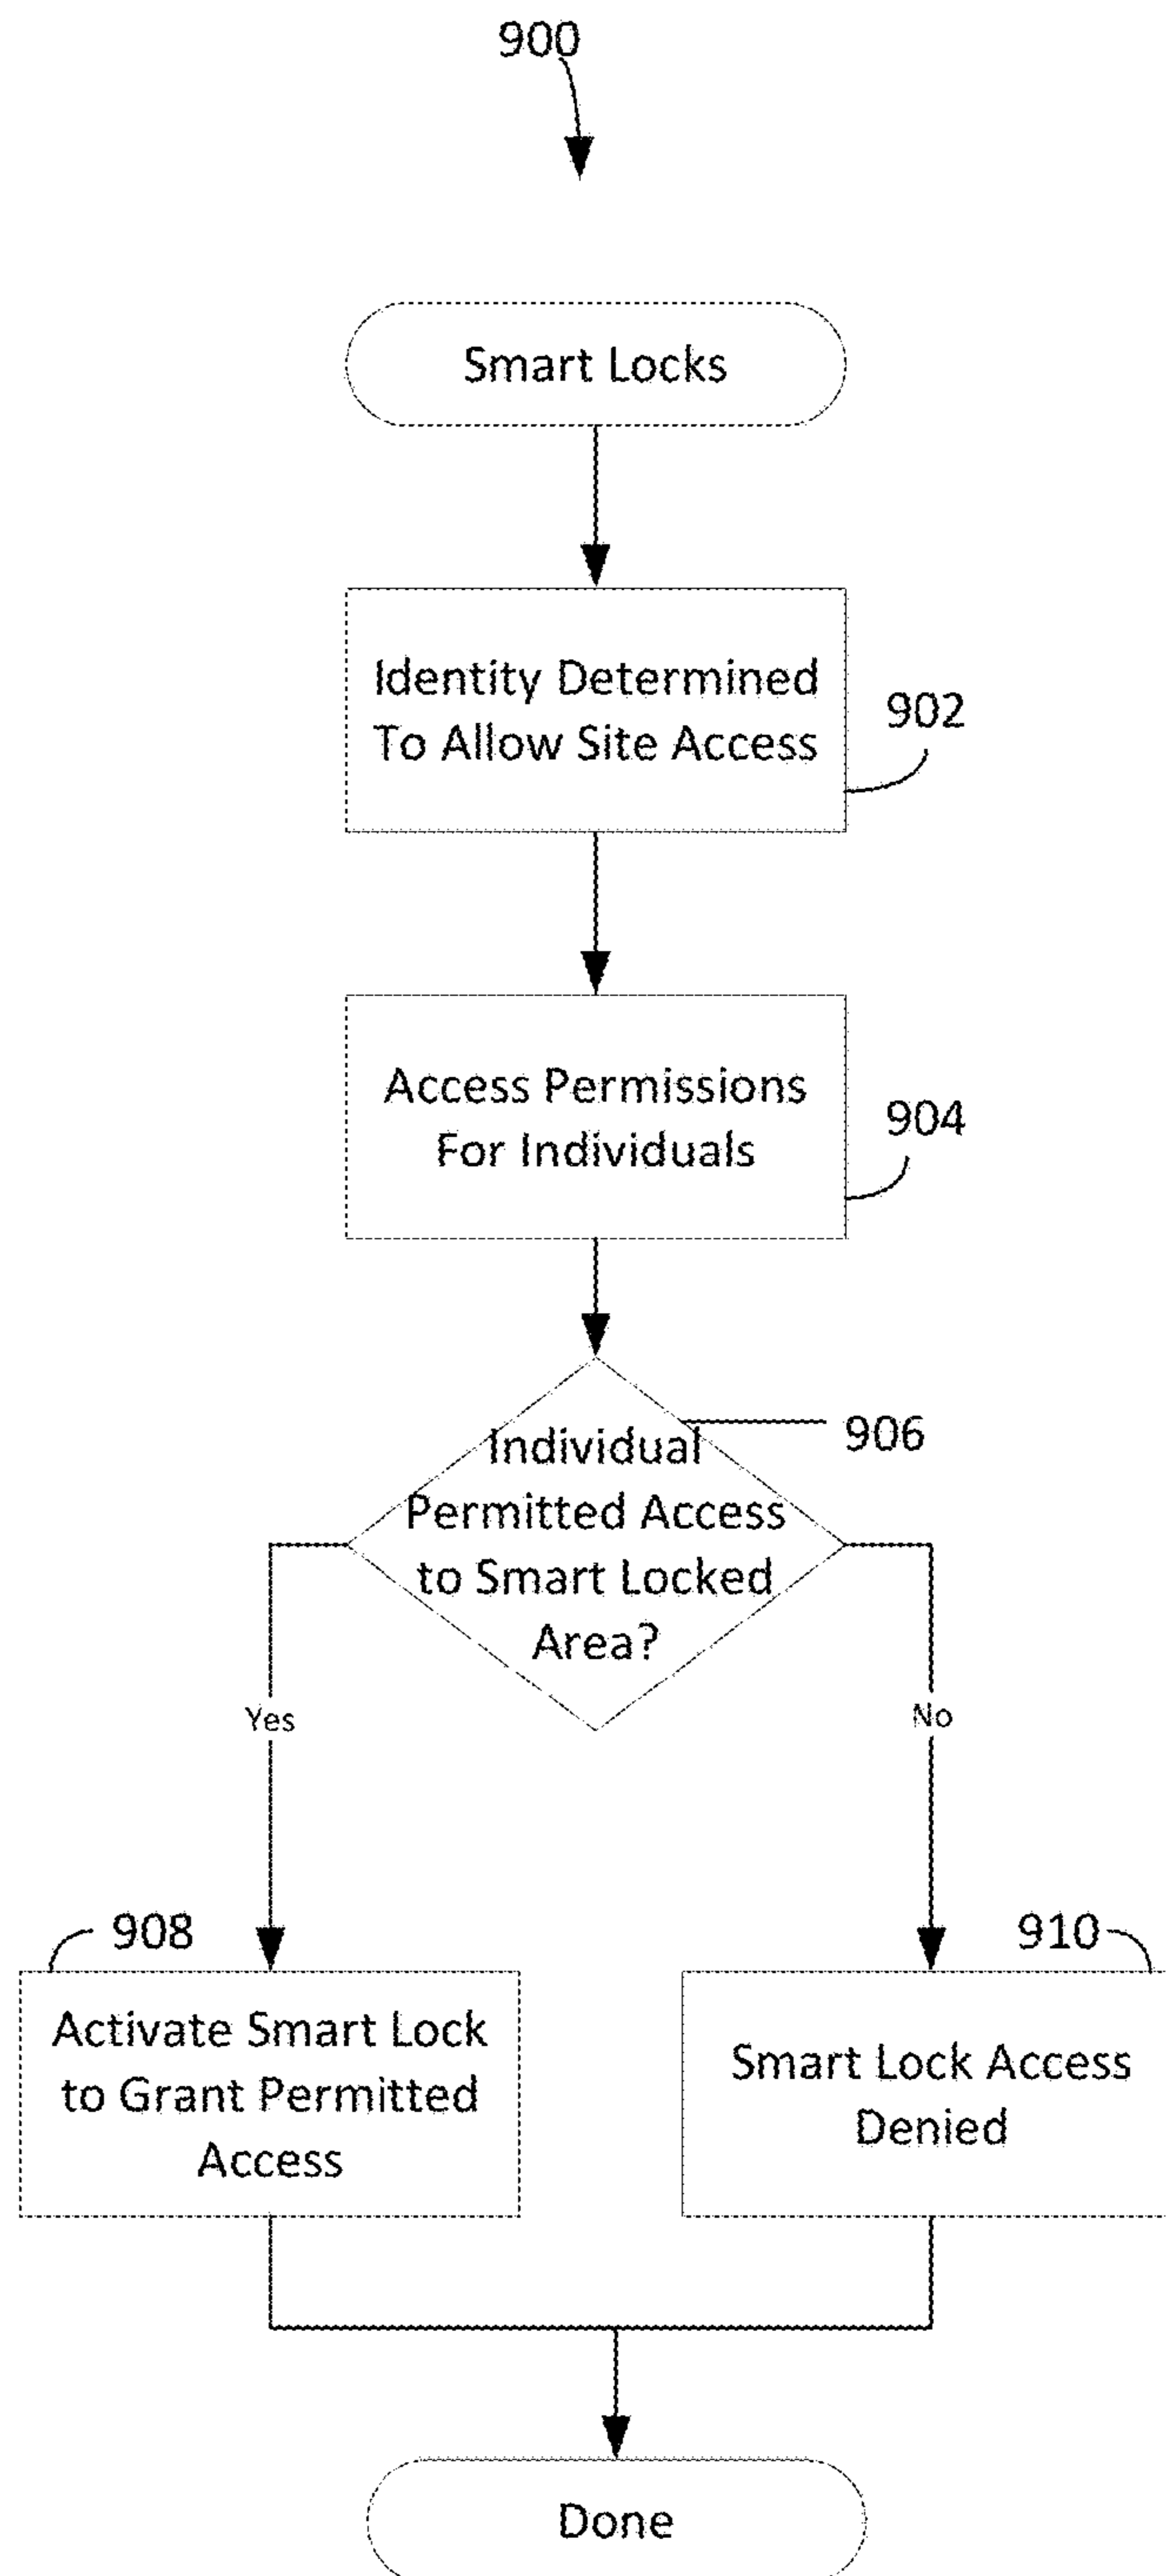 900
Smart Locks
Identity Determined
To Allow Site Access
902
Access Permissions
For Individuals
904
906
Individual
Permitted Access
to Smart Locked
Area?
Yes
No
908
910
Activate Smart Lock
to Grant Permitted
Access
Smart Lock Access
Denied
Done